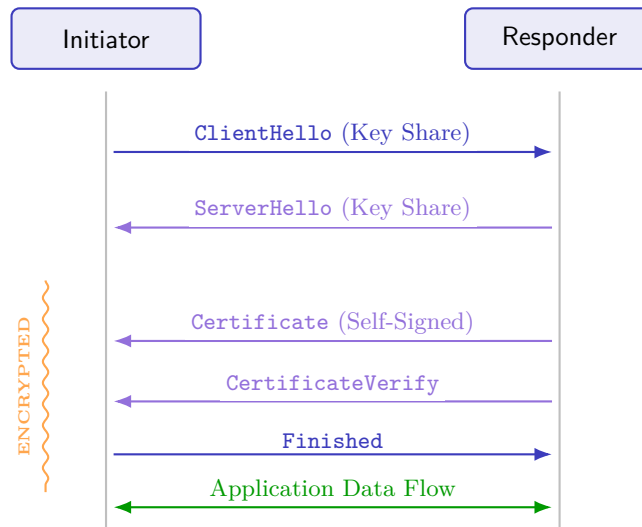 Initiator
Responder
ClientHello (Key Share)
ServerHello (Key Share)
ENCRYPTED
Certificate (Self-Signed)
CertificateVerify
Finished
Application Data Flow